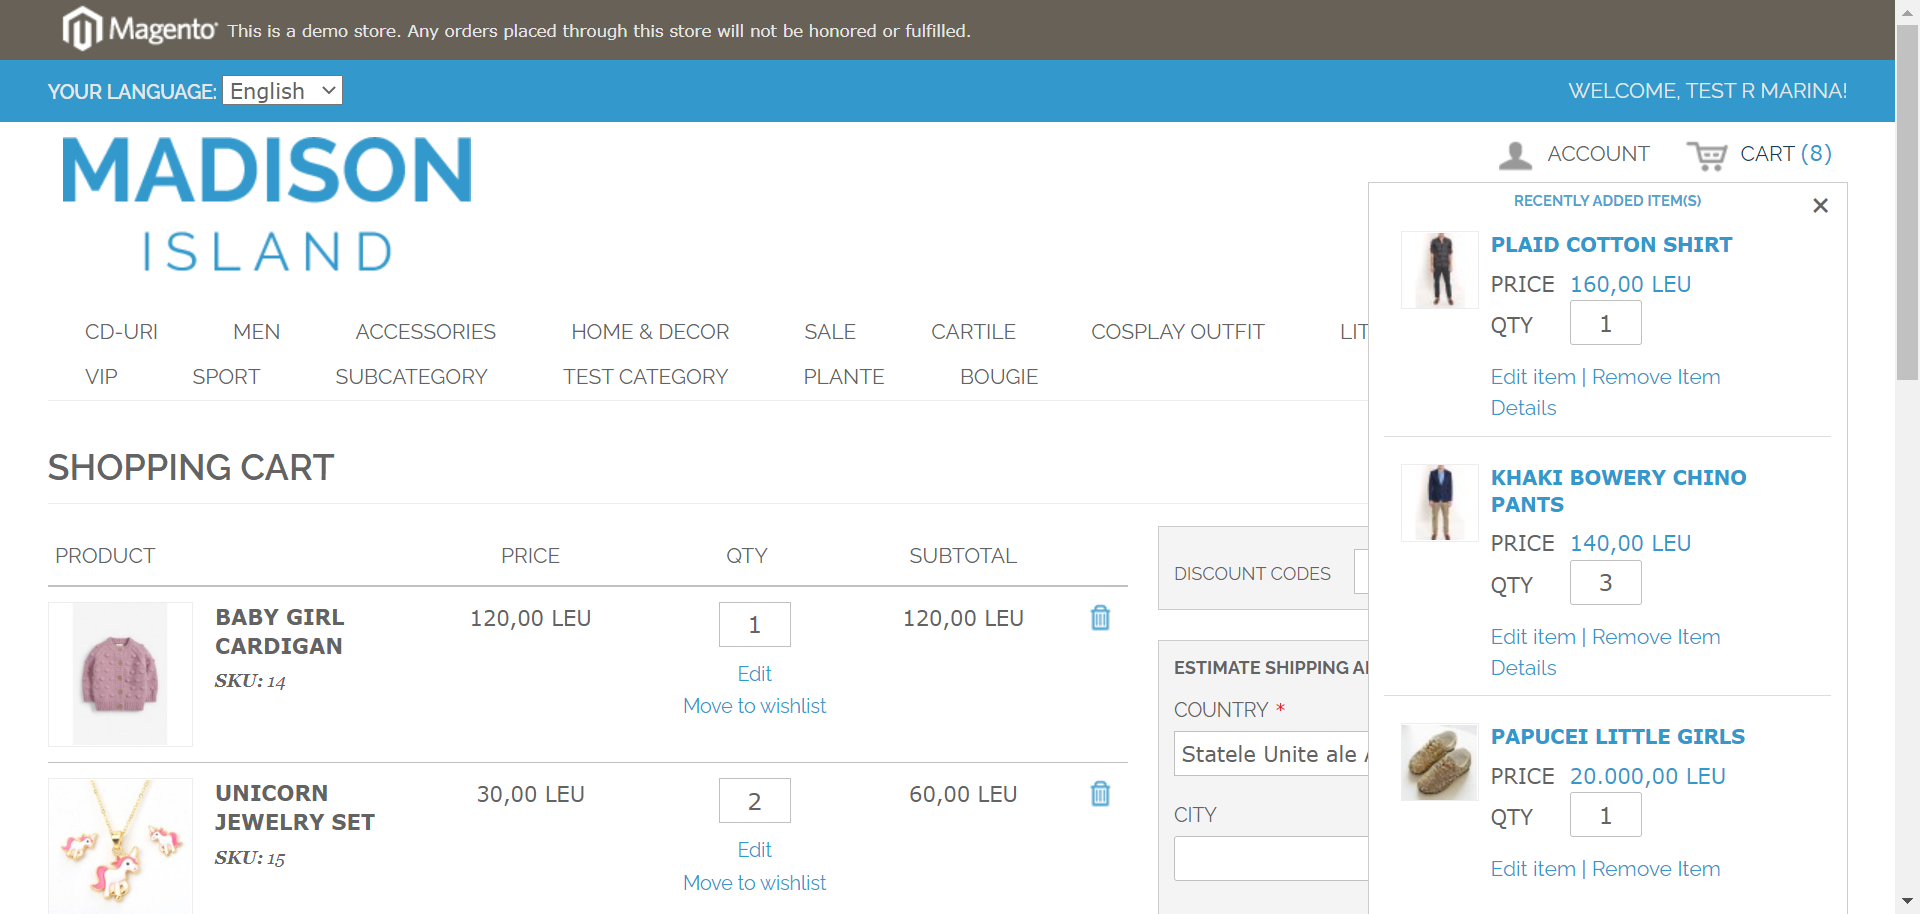 Magento This is a demo store. Any orders placed through this store will not be honored or fulfilled.
YOUR LANGUAGE: English
WELCOME, TEST R MARINA!
MADISON
ISLAND
ACCOUNT CART (8)
CD-URI MEN ACCESSORIES HOME & DECOR SALE CARTILE COSPLAY OUTFIT LIT
VIP SPORT SUBCATEGORY TEST CATEGORY PLANTE BOUGIE
SHOPPING CART
PRODUCT PRICE QTY SUBTOTAL
BABY GIRL
CARDIGAN
SKU: 14
120,00 LEU
1
Edit
Move to wishlist
120,00 LEU
UNICORN
JEWELRY SET
SKU: 15
30,00 LEU
2
Edit
Move to wishlist
60,00 LEU
DISCOUNT CODES
ESTIMATE SHIPPING A
COUNTRY *
Statele Unite ale
CITY
RECENTLY ADDED ITEM(S)
×
PLAID COTTON SHIRT
PRICE 160,00 LEU
QTY 1
Edit item | Remove Item
Details
KHAKI BOWERY CHINO
PANTS
PRICE 140,00 LEU
QTY 3
Edit item | Remove Item
Details
PAPUCEI LITTLE GIRLS
PRICE 20.000,00 LEU
QTY 1
Edit item | Remove Item